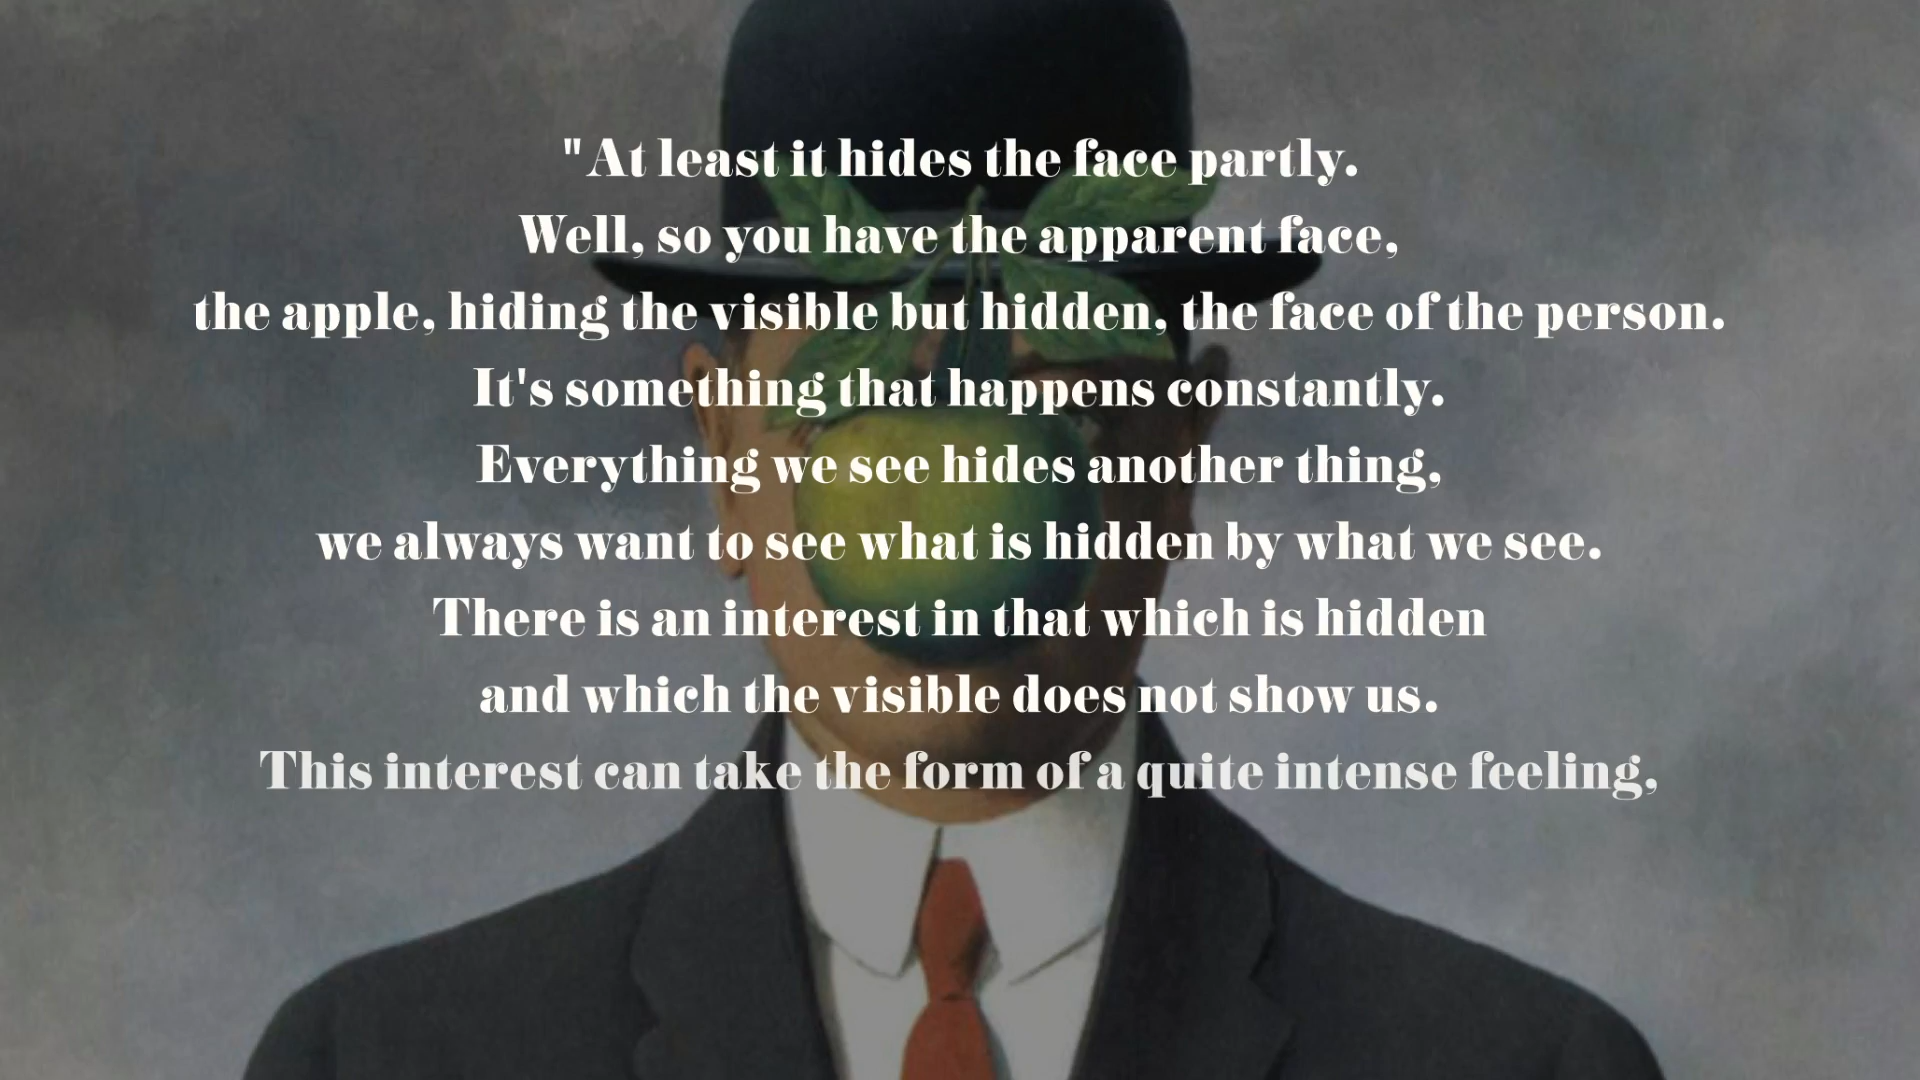 "At least it hides the face partly.
Well, so you have the apparent face,
the apple, hiding the visible but hidden, the face of the person.
It's something that happens constantly.
Everything we see hides another thing,
we always want to see what is hidden by what we see.
There is an interest in that which is hidden
and which the visible does not show us.
This interest can take the form of a quite intense feeling,